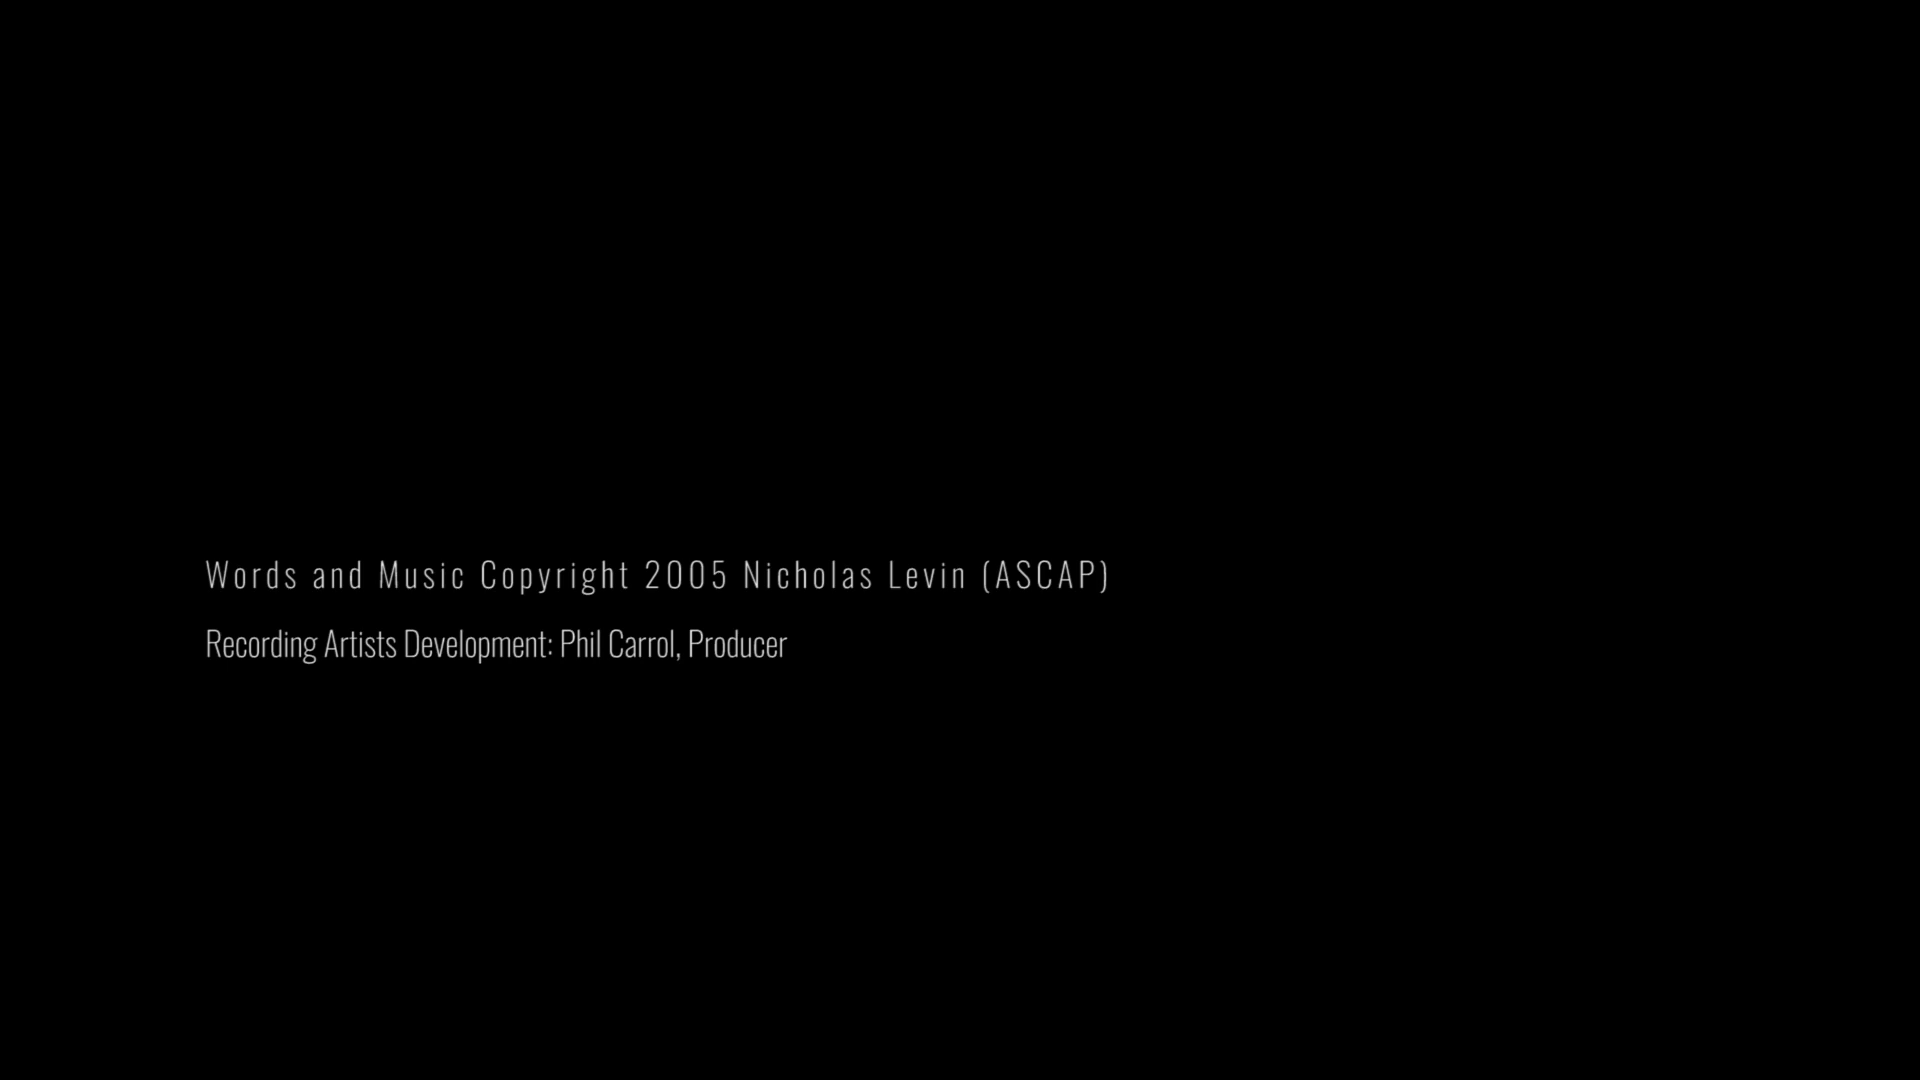 Words and Music Copyright 2005 Nicholas Levin (ASCAP)
Recording Artists Development: Phil Carrol, Producer